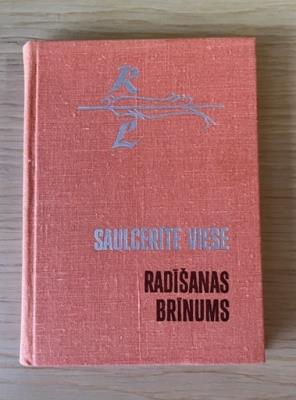 R
L
SAULCERĪTE VIESE
RADĪŠANAS
BRĪNUMS